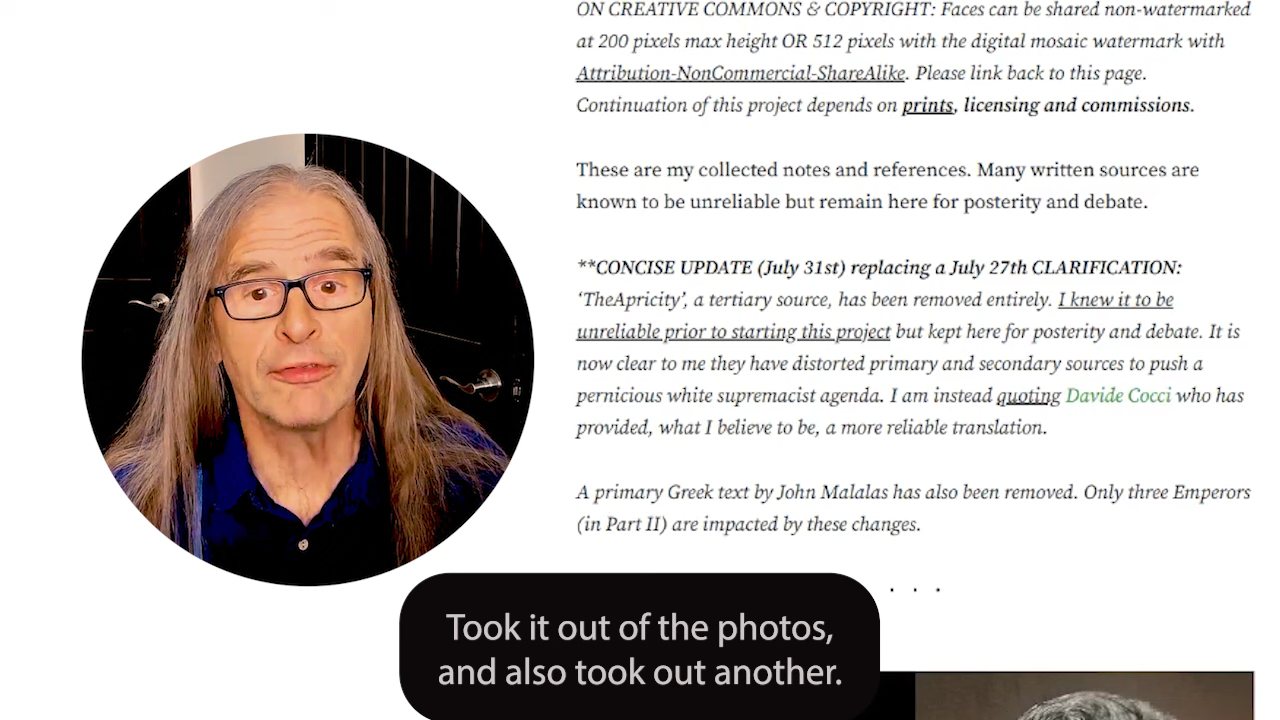 ON CREATIVE COMMONS & COPYRIGHT: Faces can be shared non-watermarked
at 200 pixels max height OR 512 pixels with the digital mosaic watermark with
Attribution-NonCommercial-ShareAlike. Please link back to this page.
Continuation of this project depends on prints, licensing and commissions.
These are my collected notes and references. Many written sources are
known to be unreliable but remain here for posterity and debate.
**CONCISE UPDATE (July 31st) replacing a July 27th CLARIFICATION:
‘TheApricity’, a tertiary source, has been removed entirely. I knew it to be
unreliable prior to starting this project but kept here for posterity and debate. It is
now clear to me they have distorted primary and secondary sources to push a
pernicious white supremacist agenda. I am instead quoting Davide Cocci who has
provided, what I believe to be, a more reliable translation.
A primary Greek text by John Malalas has also been removed. Only three Emperors
(in Part II) are impacted by these changes.
. . .
Took it out of the photos,
and also took out another.